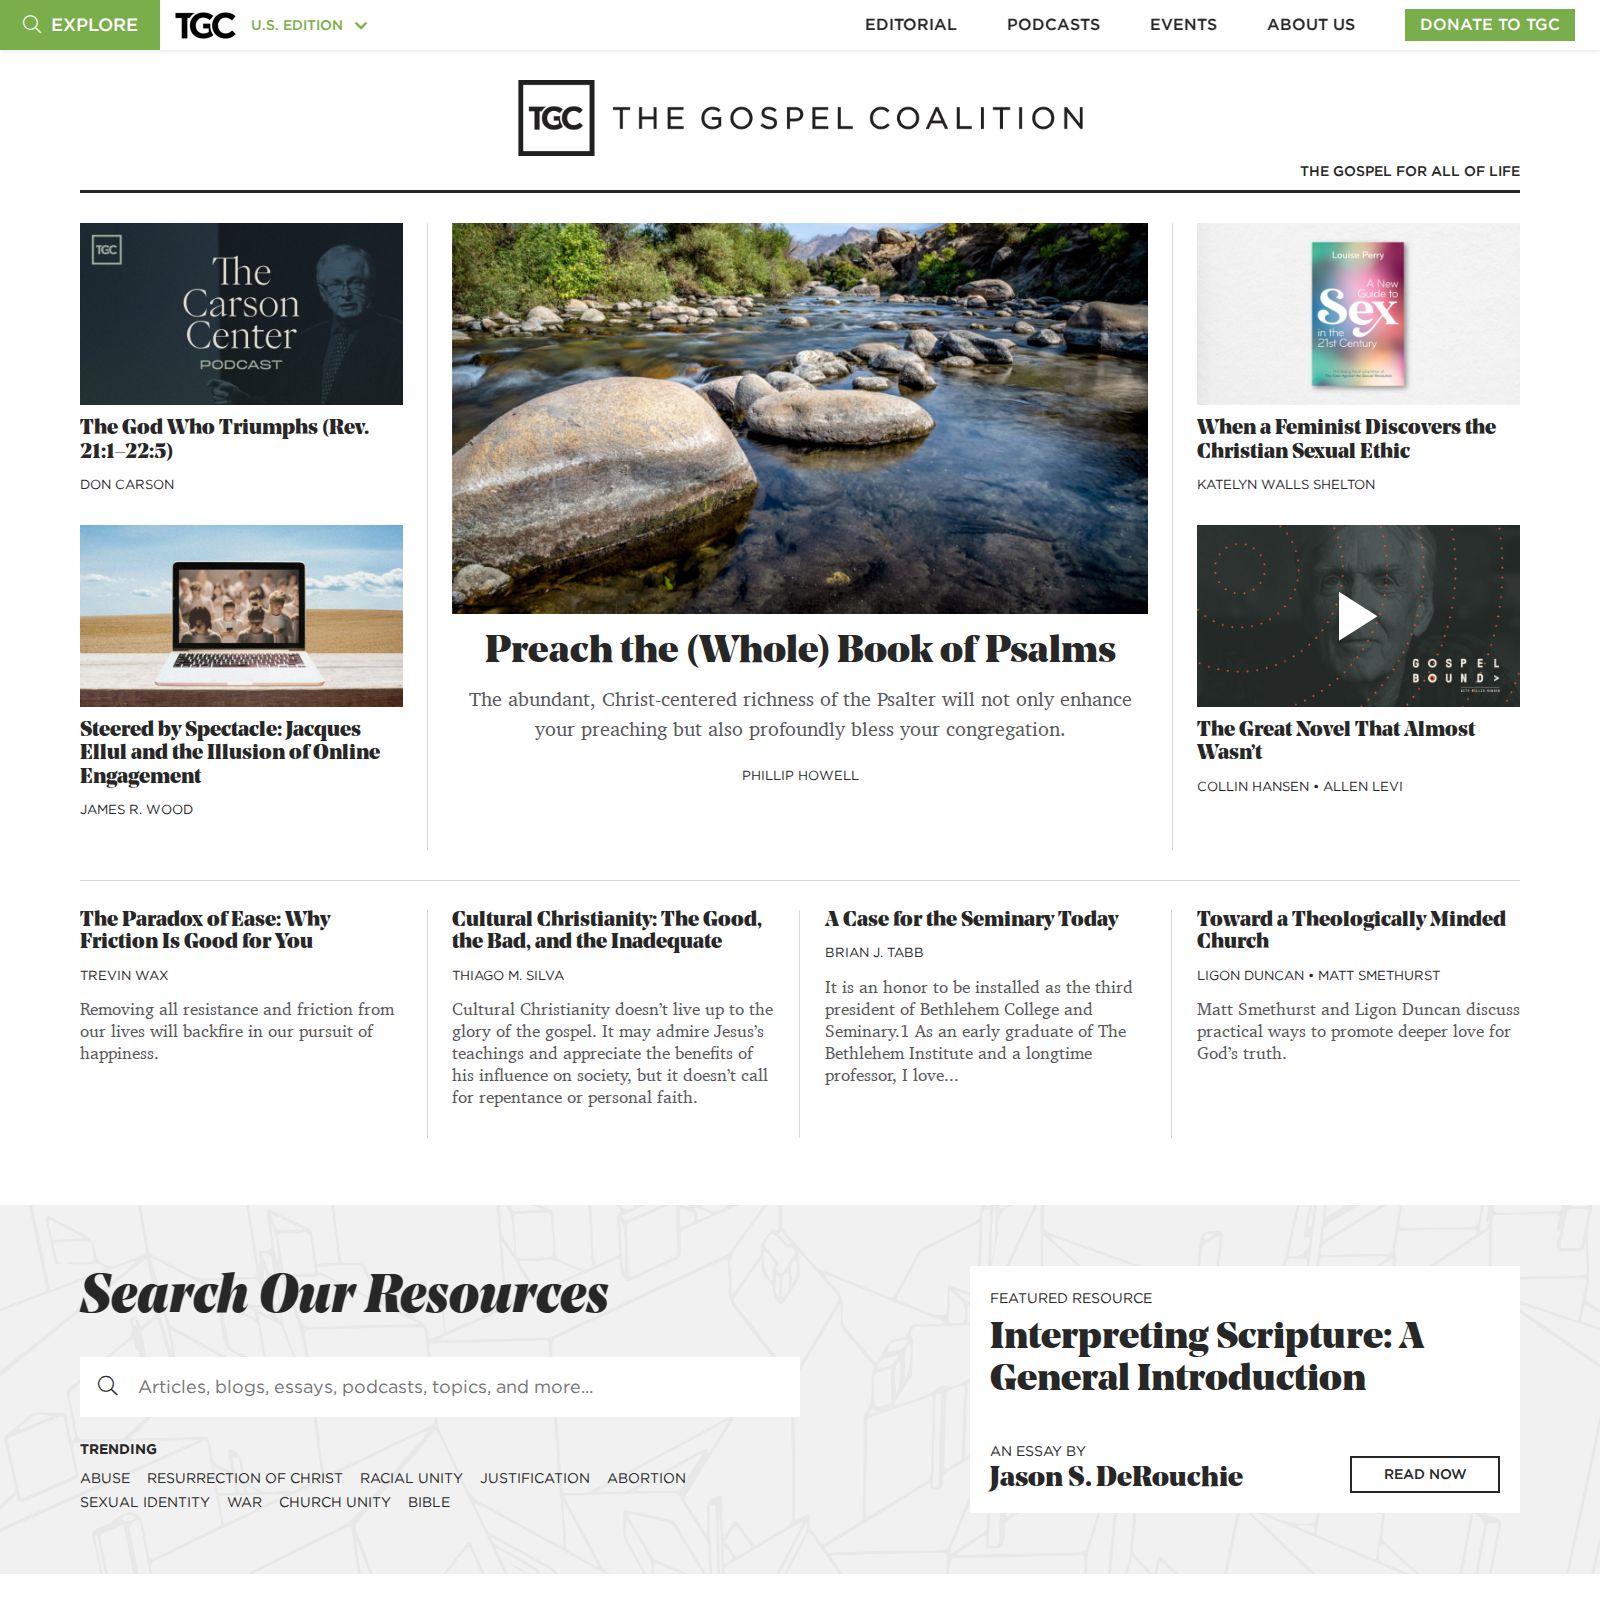 EXPLORE
TGC
U.S. EDITION
EDITORIAL
PODCASTS
EVENTS
ABOUT US
DONATE TO TGC
TGC THE GOSPEL COALITION
THE GOSPEL FOR ALL OF LIFE
TGC
The
Carson
Center
PODCAST
The God Who Triumphs (Rev.
21:1–22:5)
DON CARSON
Steered by Spectacle: Jacques
Ellul and the Illusion of Online
Engagement
JAMES R. WOOD
Preach the (Whole) Book of Psalms
The abundant, Christ-centered richness of the Psalter will not only enhance
your preaching but also profoundly bless your congregation.
PHILLIP HOWELL
Louise Perry
A New
Guide to
Sex
in the
21st Century
When a Feminist Discovers the
Christian Sexual Ethic
KATELYN WALLS SHELTON
GOSPEL
BOUND>
The Great Novel That Almost
Wasn’t
COLLIN HANSEN • ALLEN LEVI
The Paradox of Ease: Why
Friction Is Good for You
TREVIN WAX
Removing all resistance and friction from
our lives will backfire in our pursuit of
happiness.
Cultural Christianity: The Good,
the Bad, and the Inadequate
THIAGO M. SILVA
Cultural Christianity doesn’t live up to the
glory of the gospel. It may admire Jesus’s
teachings and appreciate the benefits of
his influence on society, but it doesn’t call
for repentance or personal faith.
A Case for the Seminary Today
BRIAN J. TABB
It is an honor to be installed as the third
president of Bethlehem College and
Seminary.1 As an early graduate of The
Bethlehem Institute and a longtime
professor, I love...
Toward a Theologically Minded
Church
LIGON DUNCAN • MATT SMETHURST
Matt Smethurst and Ligon Duncan discuss
practical ways to promote deeper love for
God’s truth.
Search Our Resources
Articles, blogs, essays, podcasts, topics, and more...
TRENDING
ABUSE RESURRECTION OF CHRIST RACIAL UNITY JUSTIFICATION ABORTION
SEXUAL IDENTITY WAR CHURCH UNITY BIBLE
FEATURED RESOURCE
Interpreting Scripture: A
General Introduction
AN ESSAY BY
Jason S. DeRouchie
READ NOW